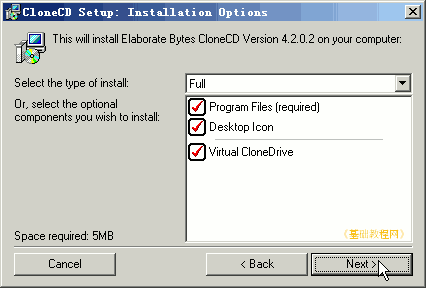 CloneCD Setup: Installation Options
This will install Elaborate Bytes CloneCD Version 4.2.0.2 on your computer:
Select the type of install:
Full
Or, select the optional
components you wish to install:
Program Files (required)
Desktop Icon
Virtual CloneDrive
《基础教程网》
Space required: 5MB
Cancel
< Back
Next >